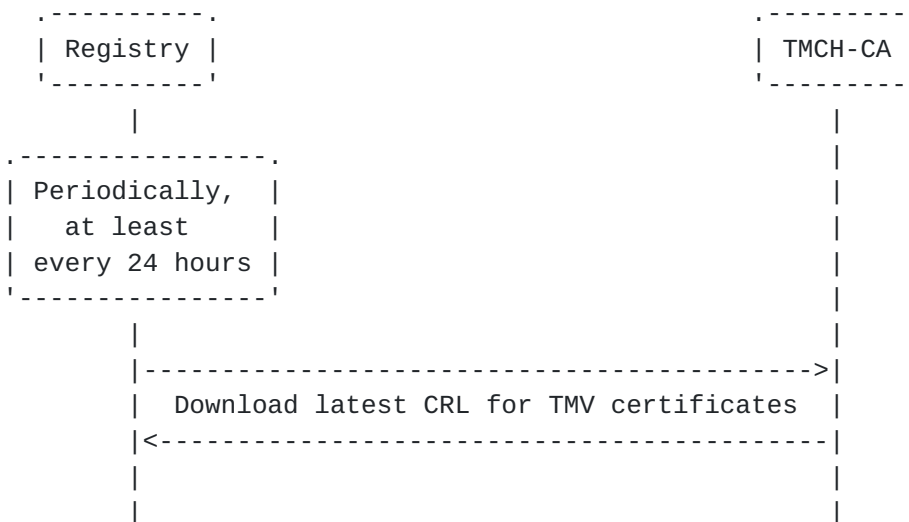 Registry TMCH-CA
Periodically,
at least
every 24 hours
Download latest CRL for TMV certificates